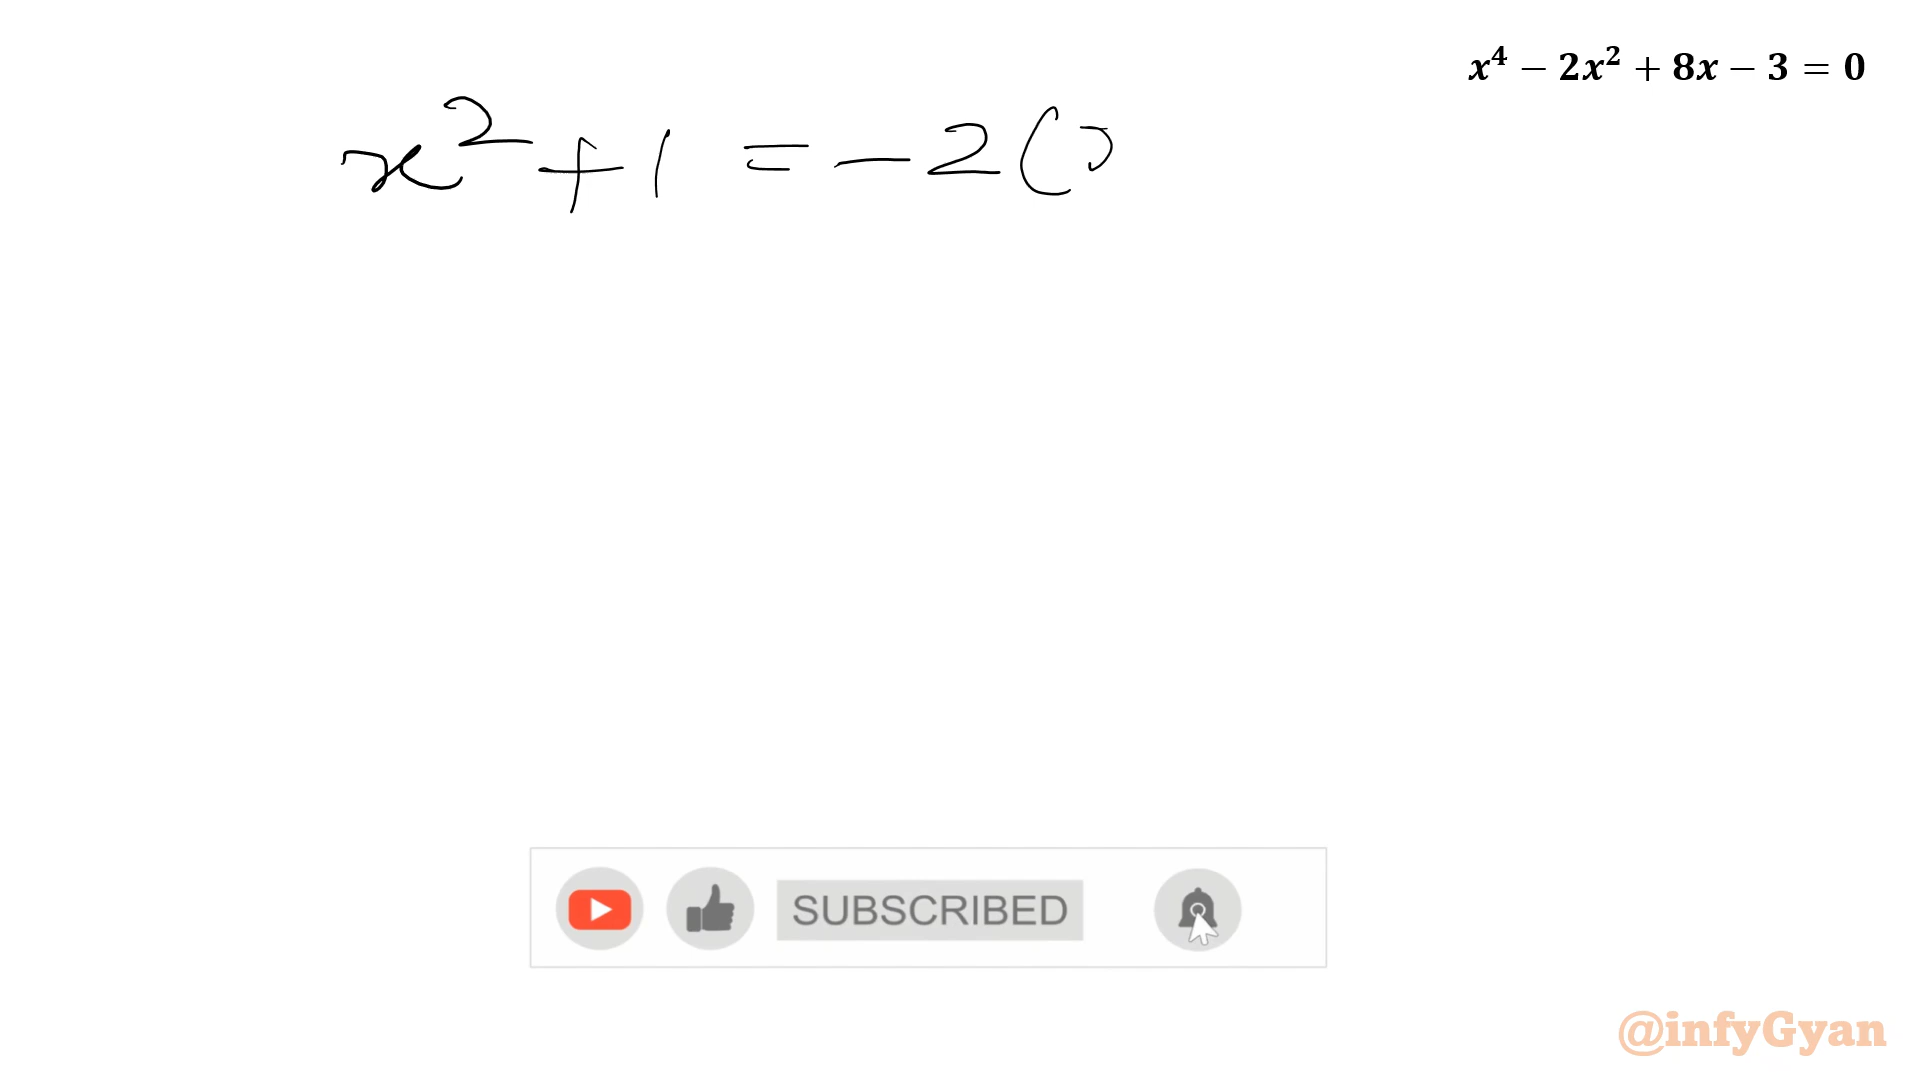 x⁴ − 2x² + 8x − 3 = 0
x² + 1 = −2(
SUBSCRIBED
@infyGyan